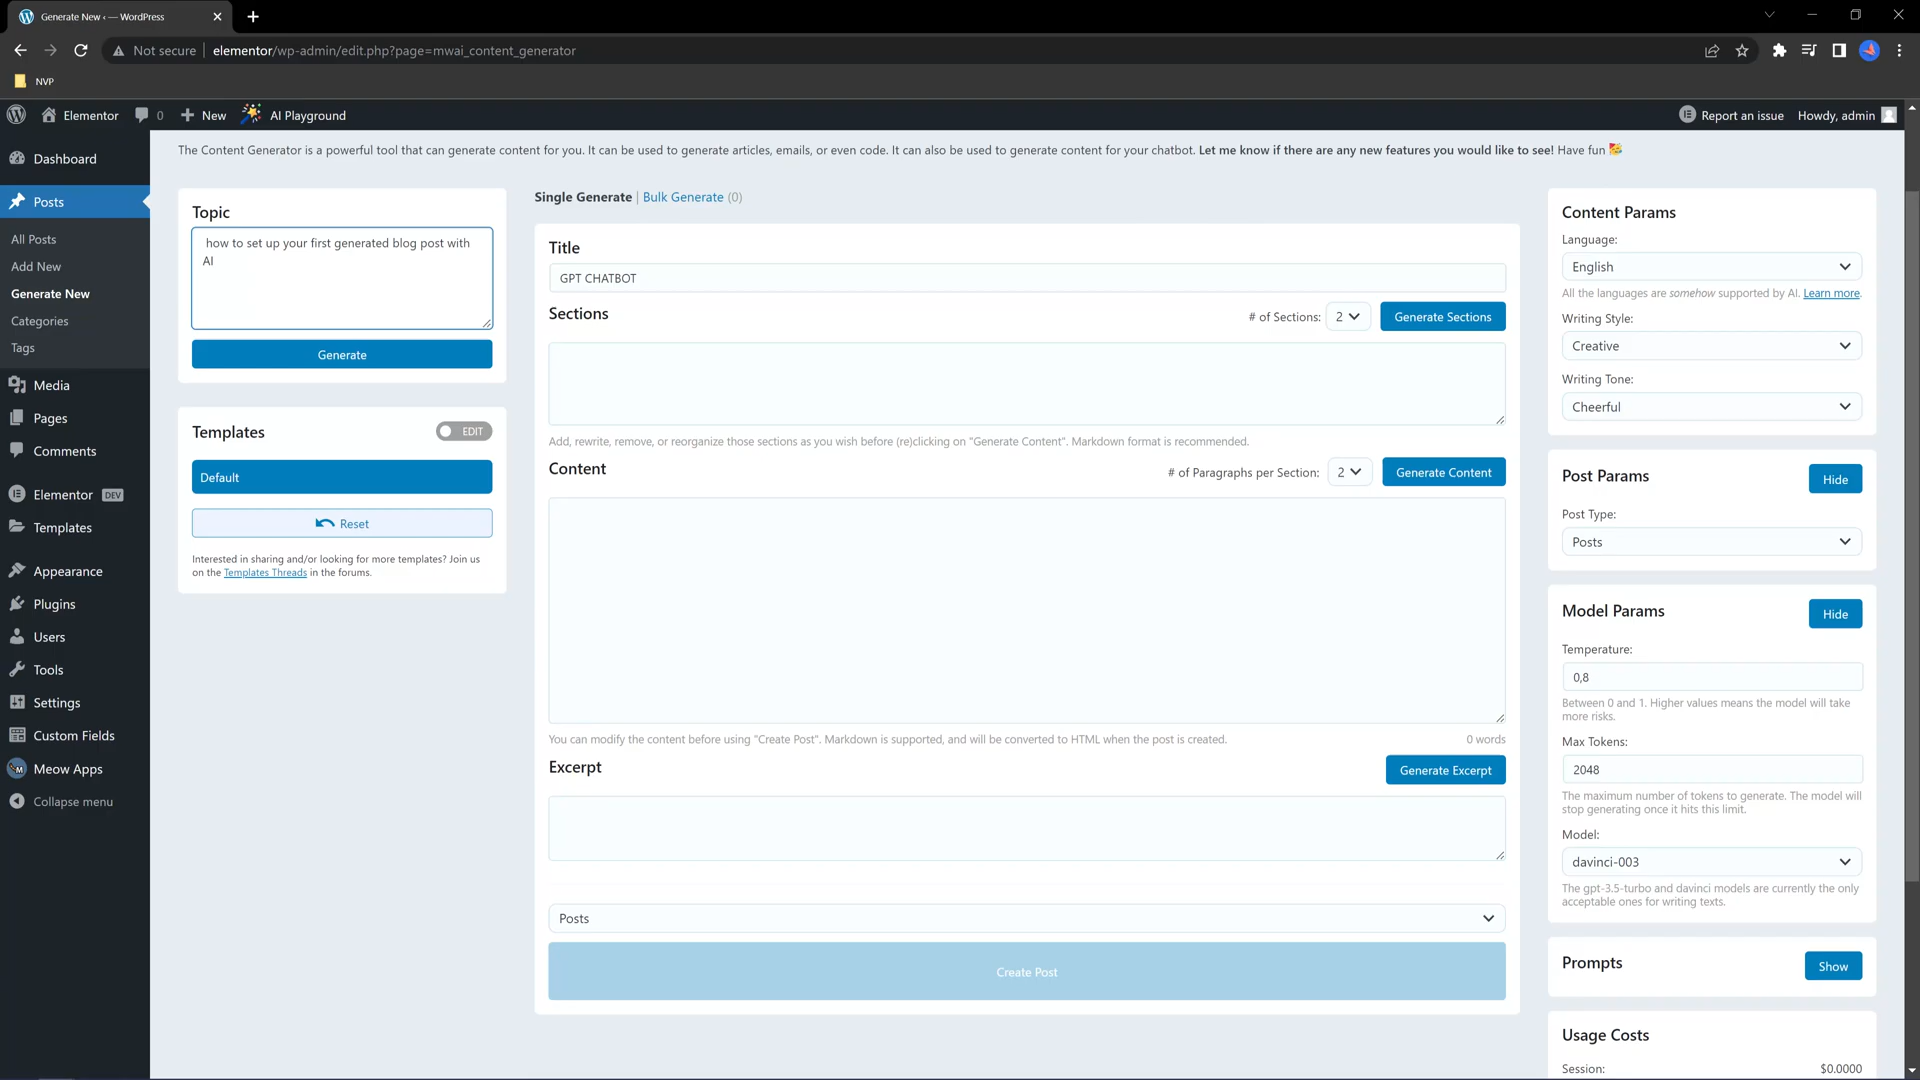 Generate New ‹ — WordPress
Not secure
elementor/wp-admin/edit.php?page=mwai_content_generator
NVP
Elementor
0
New
AI Playground
Report an issue
Howdy, admin
Dashboard
Posts
All Posts
Add New
Generate New
Categories
Tags
Media
Pages
Comments
Elementor DEV
Templates
Appearance
Plugins
Users
Tools
Settings
Custom Fields
Meow Apps
Collapse menu
The Content Generator is a powerful tool that can generate content for you. It can be used to generate articles, emails, or even code. It can also be used to generate content for your chatbot. Let me know if there are any new features you would like to see! Have fun 🥳
Topic
how to set up your first generated blog post with
AI
Generate
Templates
EDIT
Default
Reset
Interested in sharing and/or looking for more templates? Join us
on the Templates Threads in the forums.
Single Generate | Bulk Generate (0)
Title
GPT CHATBOT
Sections
# of Sections: 2
Generate Sections
Add, rewrite, remove, or reorganize those sections as you wish before (re)clicking on "Generate Content". Markdown format is recommended.
Content
# of Paragraphs per Section: 2
Generate Content
You can modify the content before using "Create Post". Markdown is supported, and will be converted to HTML when the post is created.
0 words
Excerpt
Generate Excerpt
Posts
Create Post
Content Params
Language:
English
All the languages are somehow supported by AI. Learn more.
Writing Style:
Creative
Writing Tone:
Cheerful
Post Params
Hide
Post Type:
Posts
Model Params
Hide
Temperature:
0,8
Between 0 and 1. Higher values means the model will take
more risks.
Max Tokens:
2048
The maximum number of tokens to generate. The model will
stop generating once it hits this limit.
Model:
davinci-003
The gpt-3.5-turbo and davinci models are currently the only
acceptable ones for writing texts.
Prompts
Show
Usage Costs
Session:
$0.0000